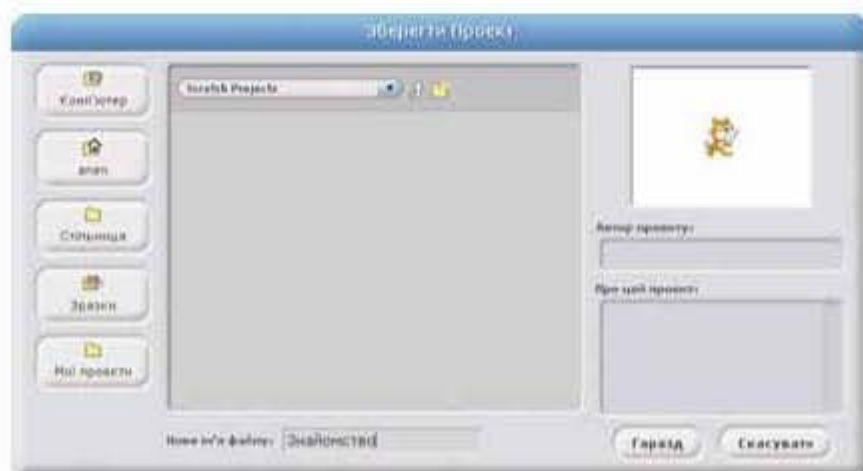 Зберегти Проект
Комп'ютер
Scratch Projects
Стільниця
Зразки
Мої проекти
Автор проекту:
Про цей проект:
Нове ім'я файлу: Знайомство
Гаразд
Скасувати